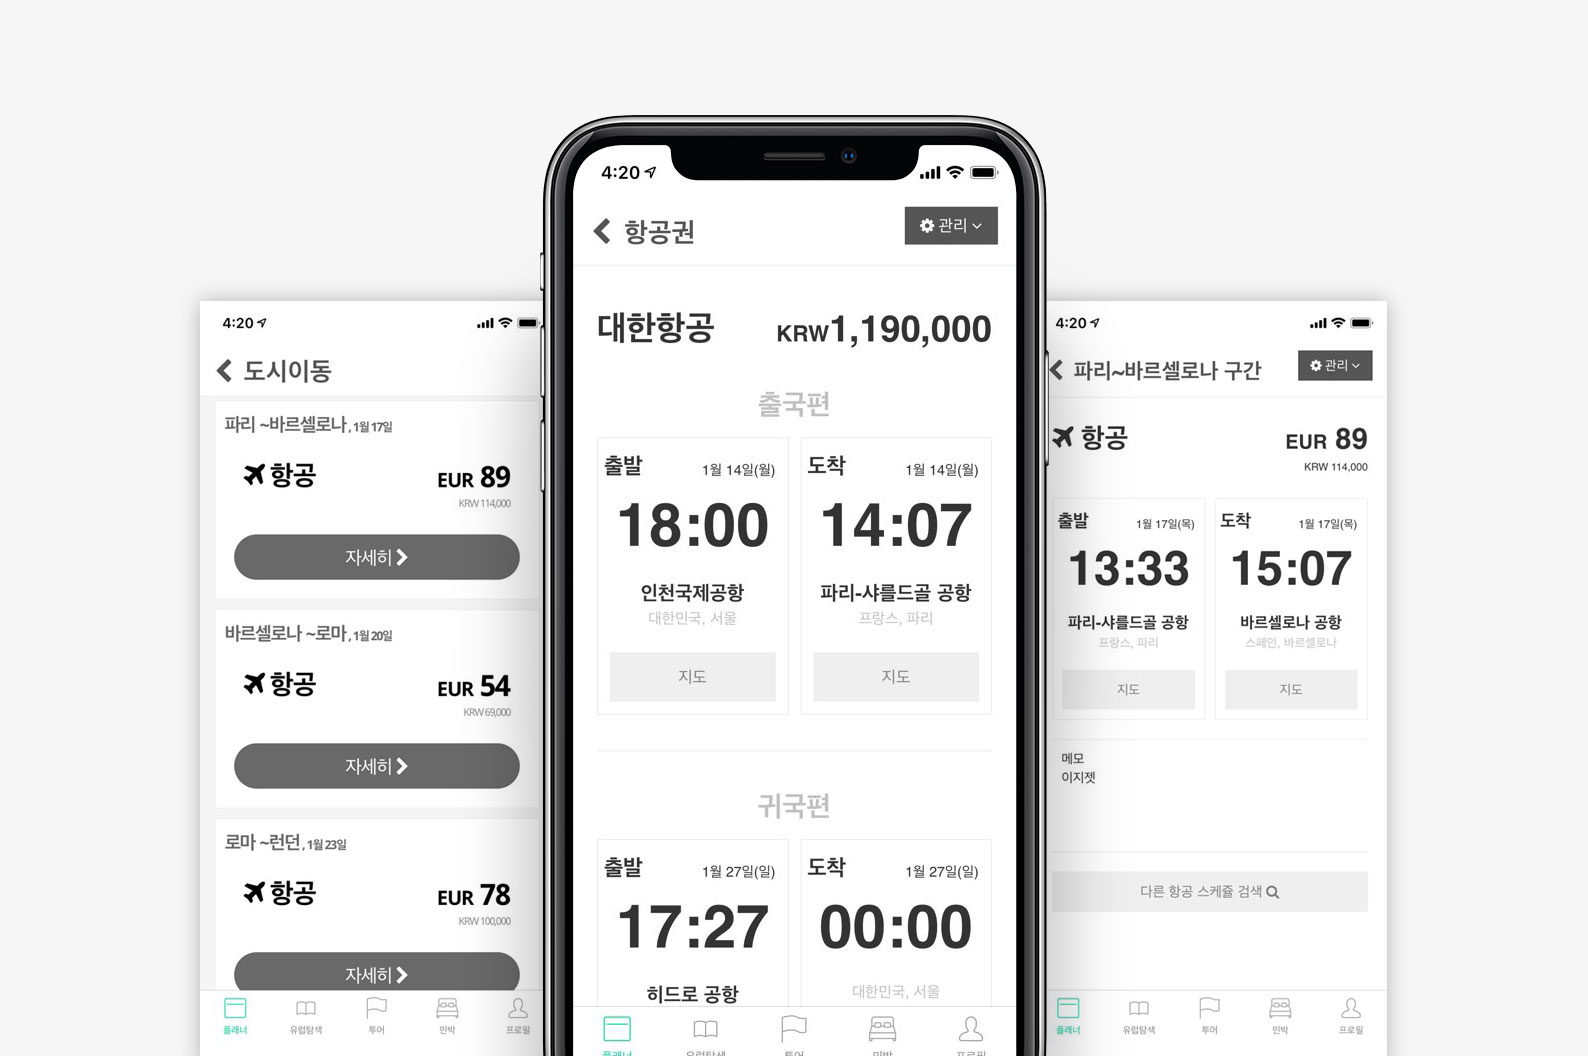 4:20
도시이동
파리 ~바르셀로나, 1월 17일
항공
EUR 89
KRW 114,000
자세히
바르셀로나 ~로마, 1월 20일
항공
EUR 54
KRW 69,000
자세히
로마 ~런던, 1월 23일
항공
EUR 78
KRW 100,000
자세히
플래너 유럽탐색 투어 민박 프로필
4:20
항공권
관리
대한항공
KRW1,190,000
출국편
출발 1월 14일(월)
18:00
인천국제공항
대한민국, 서울
지도
도착 1월 14일(월)
14:07
파리-샤를드골 공항
프랑스, 파리
지도
귀국편
출발 1월 27일(일)
17:27
히드로 공항
도착 1월 27일(일)
00:00
대한민국, 서울
플래너 유럽탐색 투어 민박 프로필
4:20
파리~바르셀로나 구간
관리
항공
EUR 89
KRW 114,000
출발 1월 17일(목)
13:33
파리-샤를드골 공항
프랑스, 파리
지도
도착 1월 17일(목)
15:07
바르셀로나 공항
스페인, 바르셀로나
지도
메모
이지젯
다른 항공 스케쥴 검색
플래너 유럽탐색 투어 민박 프로필